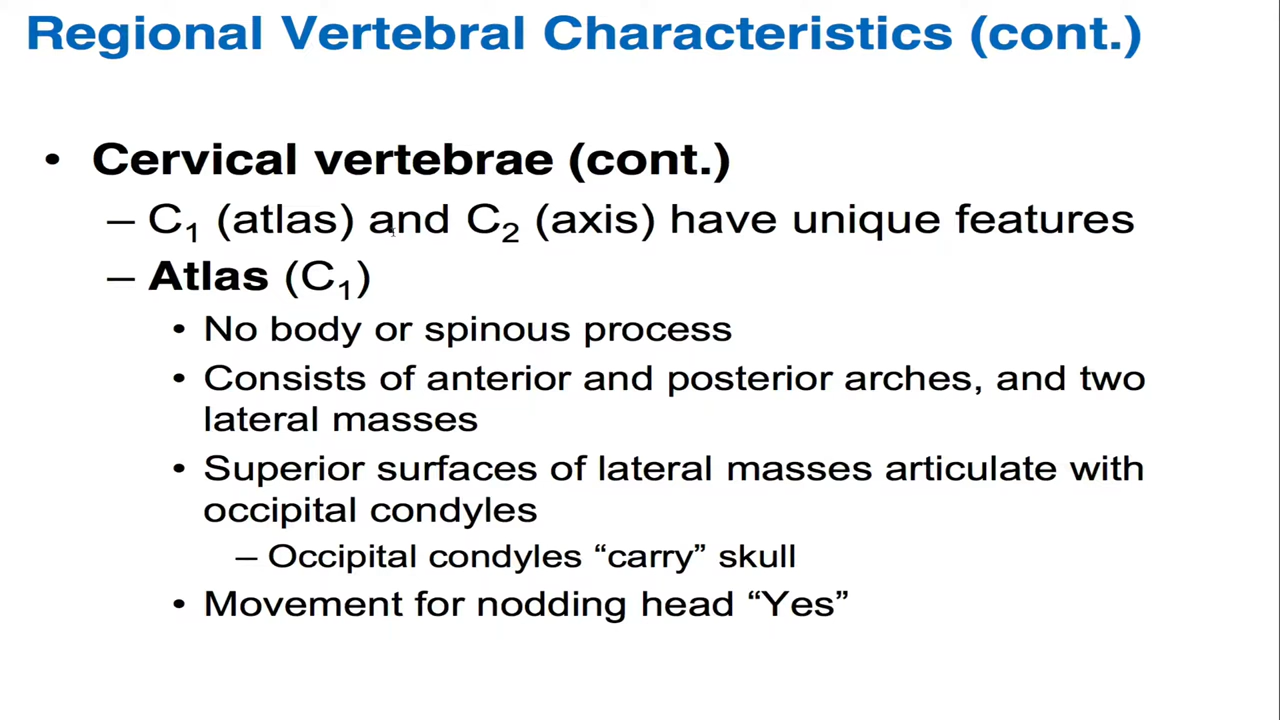 Regional Vertebral Characteristics (cont.)
• Cervical vertebrae (cont.)
– C₁ (atlas) and C₂ (axis) have unique features
– Atlas (C₁)
• No body or spinous process
• Consists of anterior and posterior arches, and two
lateral masses
• Superior surfaces of lateral masses articulate with
occipital condyles
– Occipital condyles “carry” skull
• Movement for nodding head “Yes”